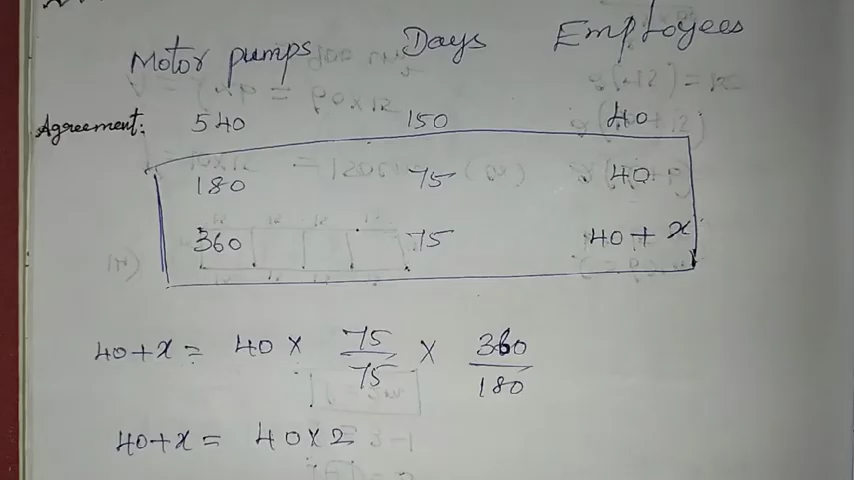 Motor pumps Days Employees
Agreement: 540 150 40
180 75 40
360 75 40 + x
40+x = 40 × 75/75 × 360/180
40+x = 40×2